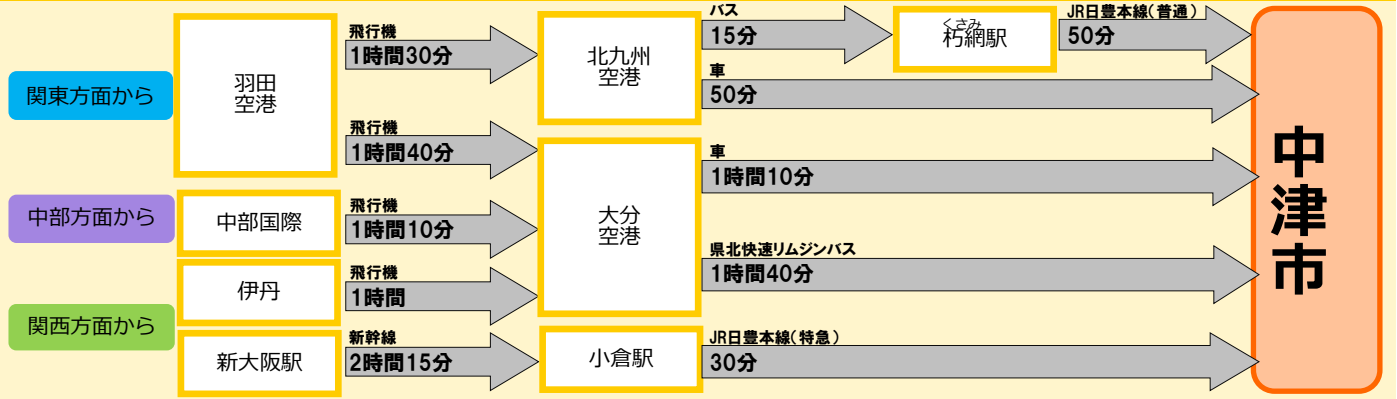 関東方面から
羽田
空港
飛行機
1時間30分
北九州
空港
バス
15分
くさみ
朽網駅
JR日豊本線(普通)
50分
車
50分
飛行機
1時間40分
大分
空港
車
1時間10分
県北快速リムジンバス
1時間40分
中部方面から
中部国際
飛行機
1時間10分
関西方面から
伊丹
飛行機
1時間
新大阪駅
新幹線
2時間15分
小倉駅
JR日豊本線(特急)
30分
中津市